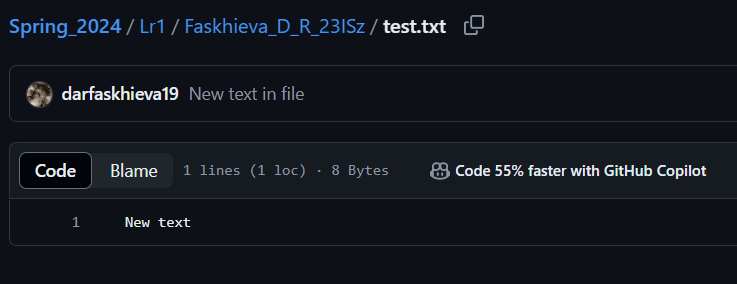 Spring_2024 / Lr1 / Faskhieva_D_R_23ISz / test.txt
darfaskhieva19 New text in file
Code Blame 1 lines (1 loc) · 8 Bytes Code 55% faster with GitHub Copilot
1 New text